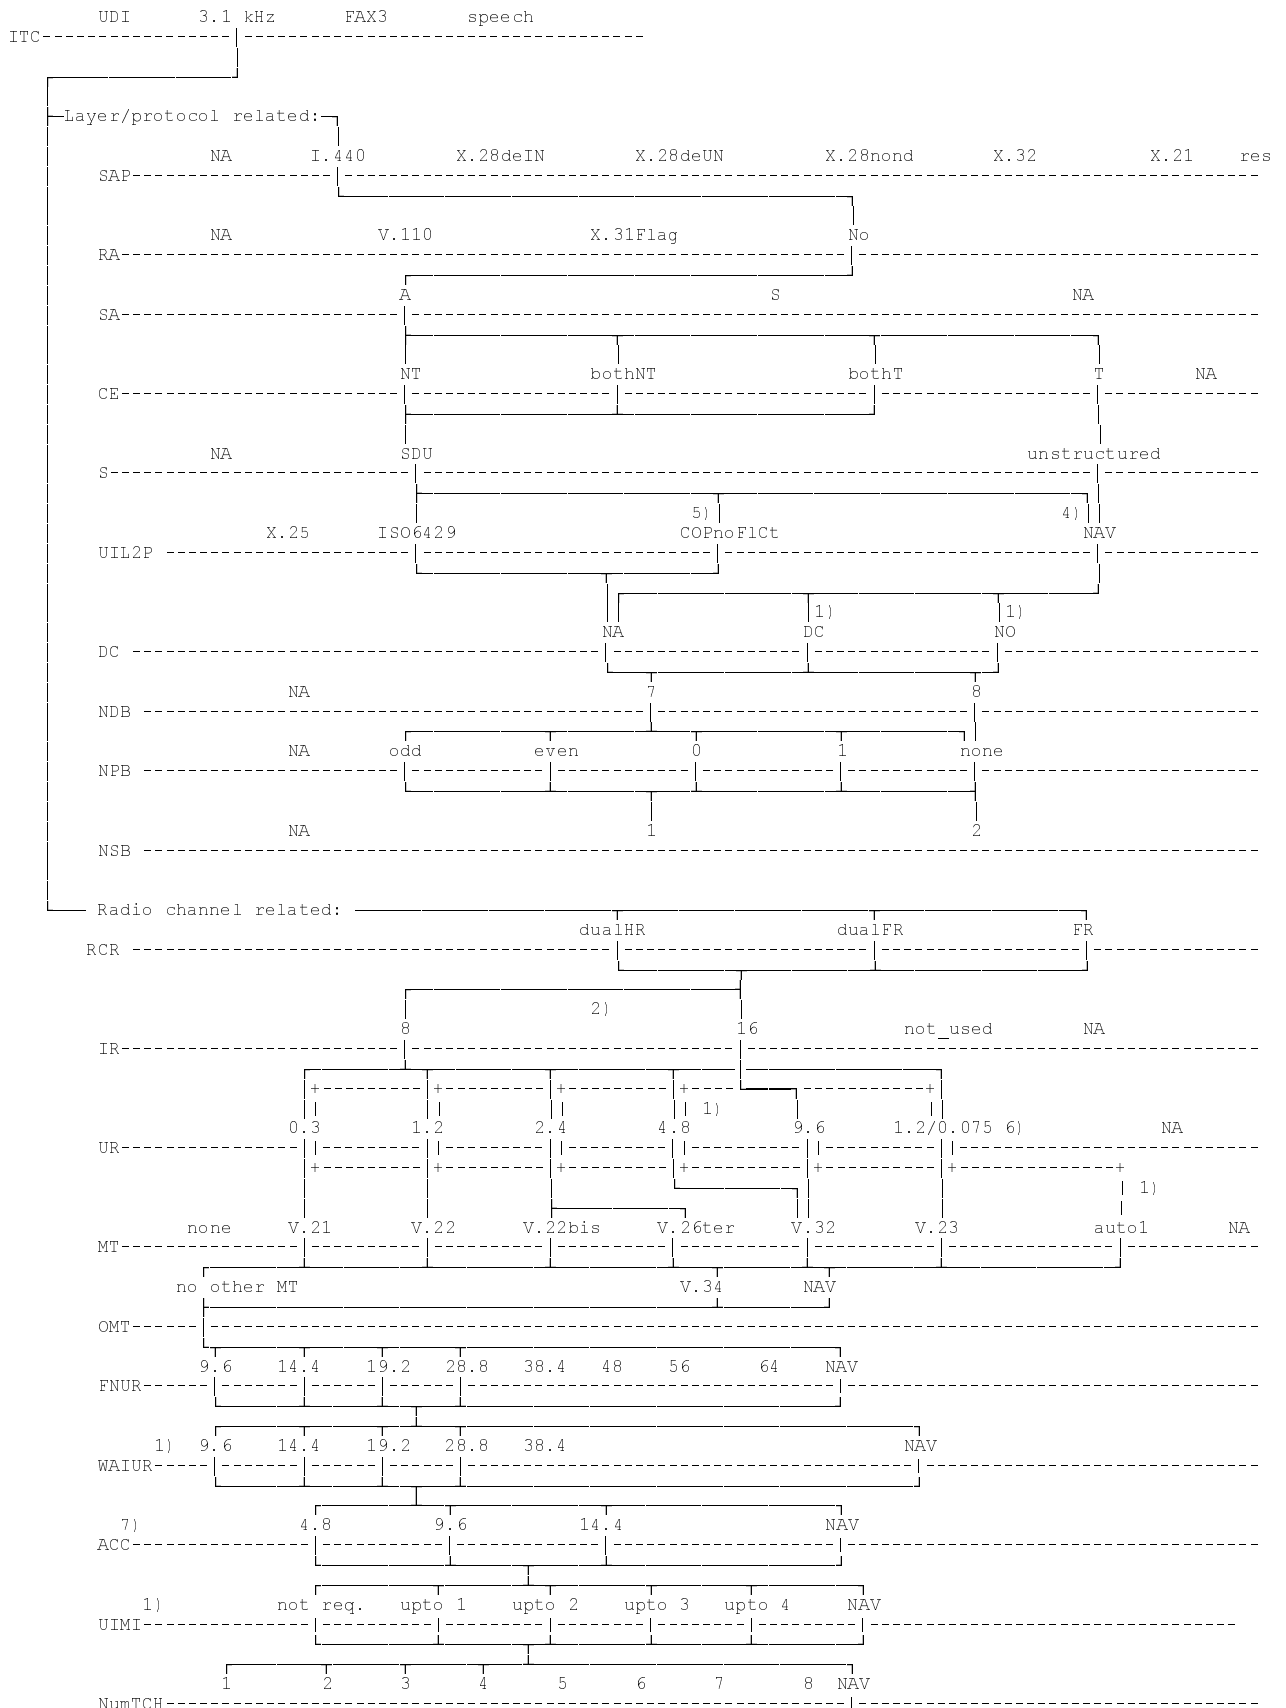 UDI 3.1 kHz FAX3 speech
ITC
Layer/protocol related:
NA I.440 X.28deIN X.28deUN X.28nond X.32 X.21 res
SAP
NA V.110 X.31Flag No
RA
A S NA
SA
NT bothNT bothT T NA
CE
NA SDU unstructured
S
5) 4)
X.25 ISO6429 COPnoFlCt NAV
UIL2P
1) 1)
NA DC NO
DC
NA 7 8
NDB
NA odd even 0 1 none
NPB
NA 1 2
NSB
Radio channel related:
dualHR dualFR FR
RCR
2)
8 16 not_used NA
IR
1)
0.3 1.2 2.4 4.8 9.6 1.2/0.075 6) NA
UR
1)
none V.21 V.22 V.22bis V.26ter V.32 V.23 auto1 NA
MT
no other MT V.34 NAV
OMT
9.6 14.4 19.2 28.8 38.4 48 56 64 NAV
FNUR
1) 9.6 14.4 19.2 28.8 38.4 NAV
WAIUR
7) 4.8 9.6 14.4 NAV
ACC
1) not req. upto 1 upto 2 upto 3 upto 4 NAV
UIMI
1 2 3 4 5 6 7 8 NAV
NumTCH